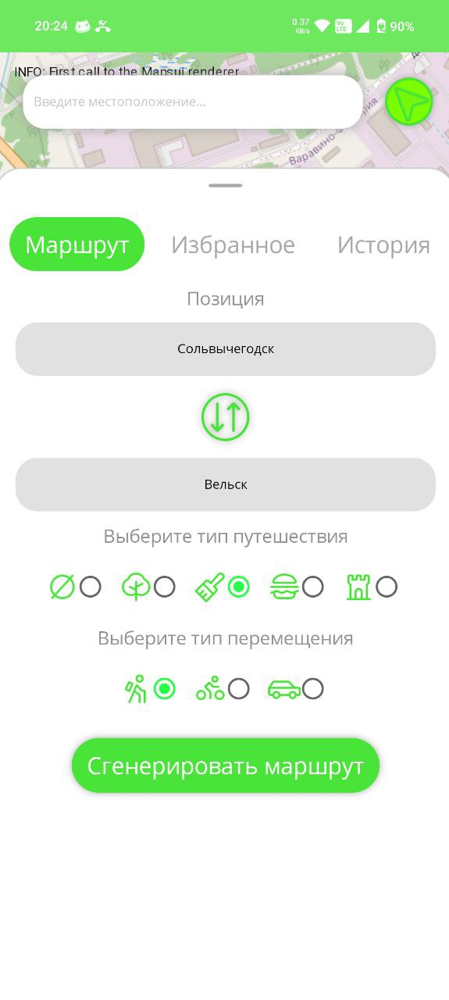 20:24
0.37
KB/s
Vo
LTE
90%
INFO: First call to the Mapsui renderer
Введите местоположение...
Маршрут
Избранное
История
Позиция
Сольвычегодск
Вельск
Выберите тип путешествия
Выберите тип перемещения
Сгенерировать маршрут